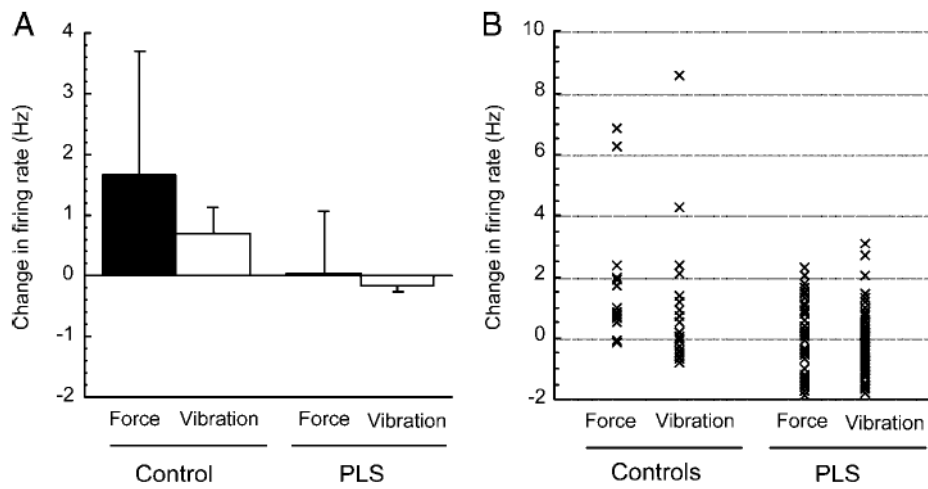 A
Change in firing rate (Hz)
4
3
2
1
0
-1
-2
Force Vibration Force Vibration
Control PLS
B
Change in firing rate (Hz)
10
8
6
4
2
0
-2
Force Vibration Force Vibration
Controls PLS